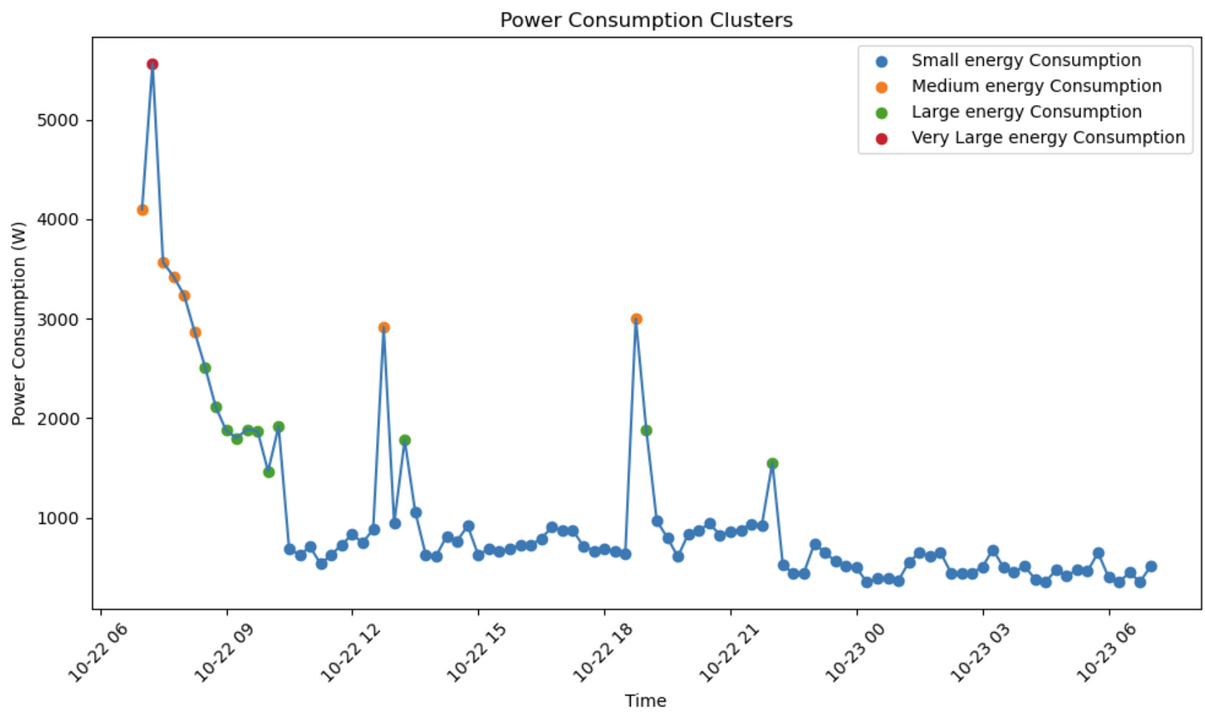 Power Consumption Clusters
Small energy Consumption
Medium energy Consumption
Large energy Consumption
Very Large energy Consumption
Power Consumption (W)
5000
4000
3000
2000
1000
10-22 06
10-22 09
10-22 12
10-22 15
10-22 18
10-22 21
10-23 00
10-23 03
10-23 06
Time